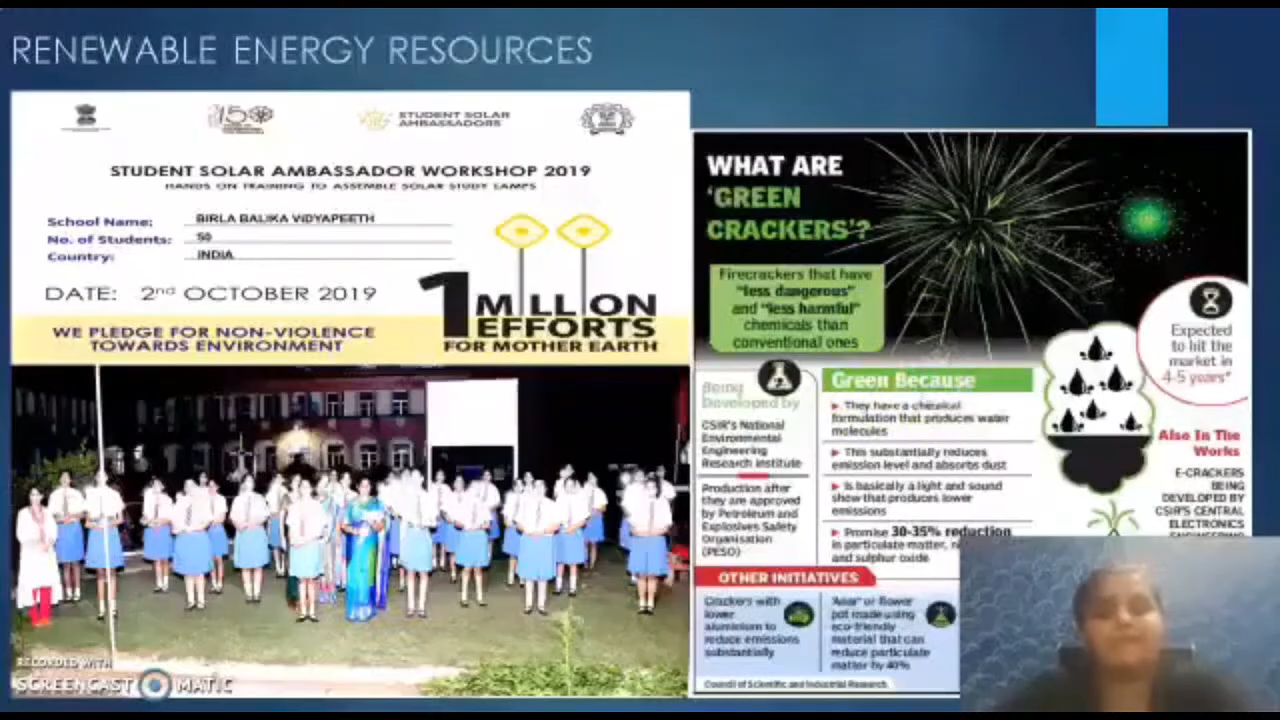 RENEWABLE ENERGY RESOURCES
150
STUDENT SOLAR
AMBASSADORS
STUDENT SOLAR AMBASSADOR WORKSHOP 2019
HANDS ON TRAINING TO ASSEMBLE SOLAR STUDY LAMPS
School Name: BIRLA BALIKA VIDYAPEETH
No. of Students: 50
Country: INDIA
DATE: 2nd OCTOBER 2019
WE PLEDGE FOR NON-VIOLENCE
TOWARDS ENVIRONMENT
1 MILLION
EFFORTS
FOR MOTHER EARTH
RECORDED WITH
SCREENCAST MATIC
WHAT ARE
'GREEN
CRACKERS'?
Firecrackers that have
"less dangerous"
and "less harmful"
chemicals than
conventional ones
Expected
to hit the
market in
4-5 years*
Being
Developed by
CSIR's National
Environmental
Engineering
Research Institute
Production after
they are approved
by Petroleum and
Explosives Safety
Organisation
(PESO)
Green Because
They have a chemical
formulation that produces water
molecules
This substantially reduces
emission level and absorbs dust
Is basically a light and sound
show that produces lower
emissions
Promise 30-35% reduction
in particulate matter,
and sulphur oxide
Also In The
Works
E-CRACKERS
BEING
DEVELOPED BY
CSIR'S CENTRAL
ELECTRONICS
ENGINEERING
OTHER INITIATIVES
Crackers with
lower
aluminium to
reduce emissions
substantially
'Anar' or flower
pot made using
eco-friendly
material that can
reduce particulate
matter by 40%
Council of Scientific and Industrial Research